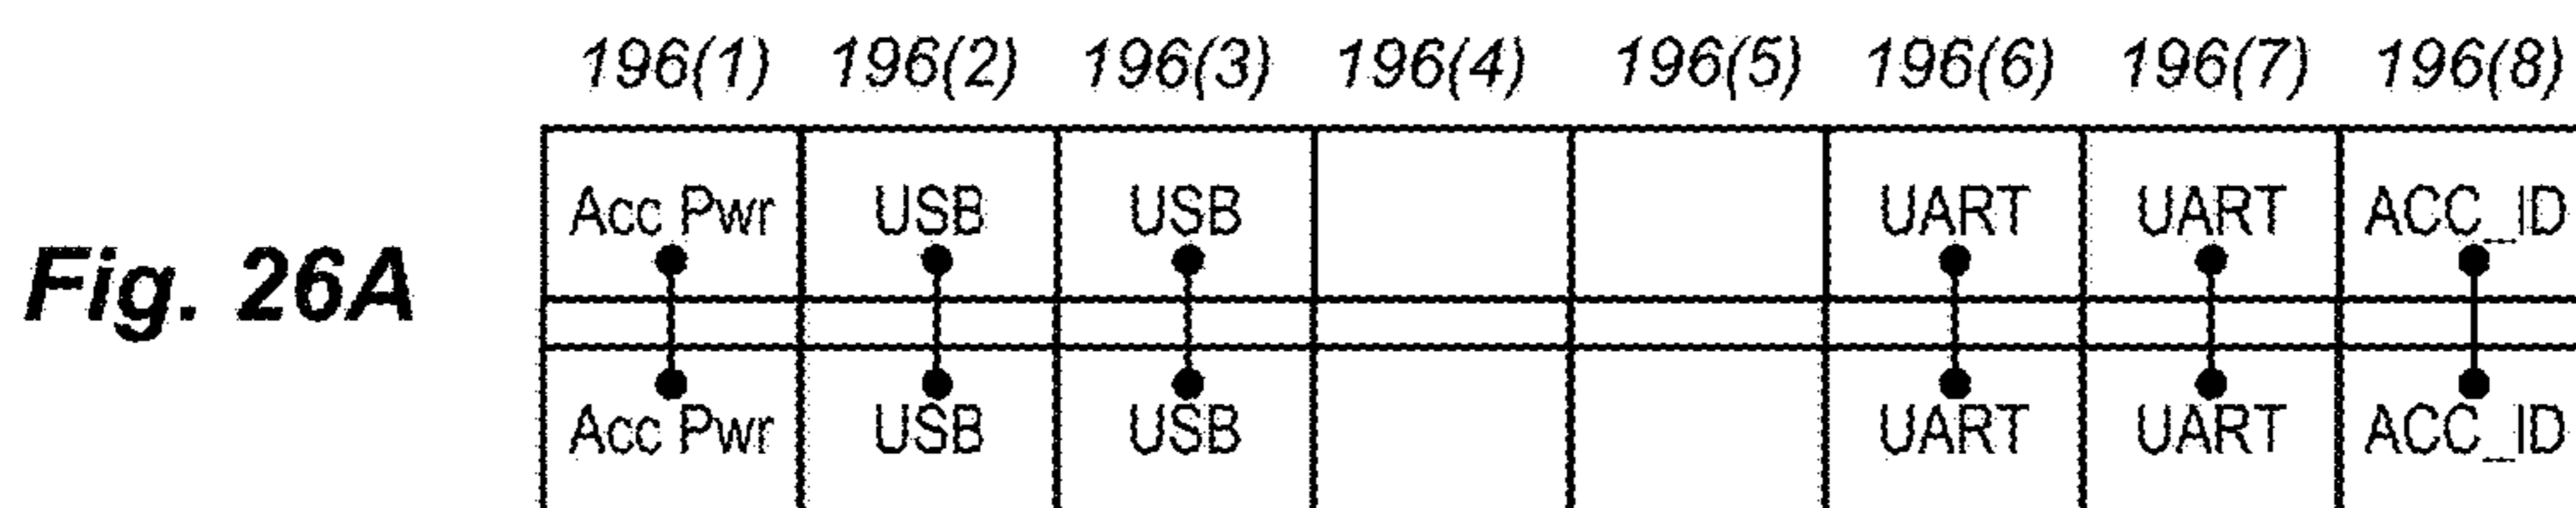 196(1) 196(2) 196(3) 196(4) 196(5) 196(6) 196(7) 196(8)
Acc Pwr USB USB UART UART ACC_ID
Fig. 26A
Acc Pwr USB USB UART UART ACC_ID